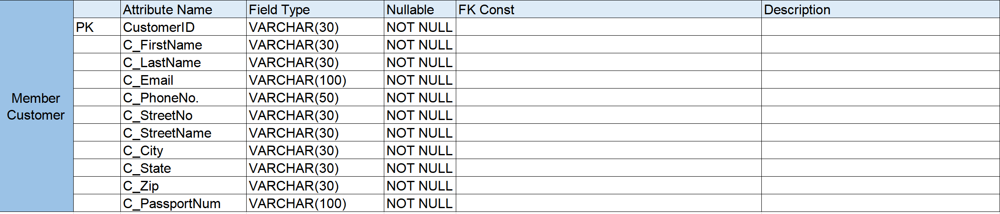 Attribute Name Field Type Nullable FK Const Description
PK CustomerID VARCHAR(30) NOT NULL
C_FirstName VARCHAR(30) NOT NULL
C_LastName VARCHAR(30) NOT NULL
C_Email VARCHAR(100) NOT NULL
C_PhoneNo. VARCHAR(50) NOT NULL
Member
Customer
C_StreetNo VARCHAR(30) NOT NULL
C_StreetName VARCHAR(30) NOT NULL
C_City VARCHAR(30) NOT NULL
C_State VARCHAR(30) NOT NULL
C_Zip VARCHAR(30) NOT NULL
C_PassportNum VARCHAR(100) NOT NULL